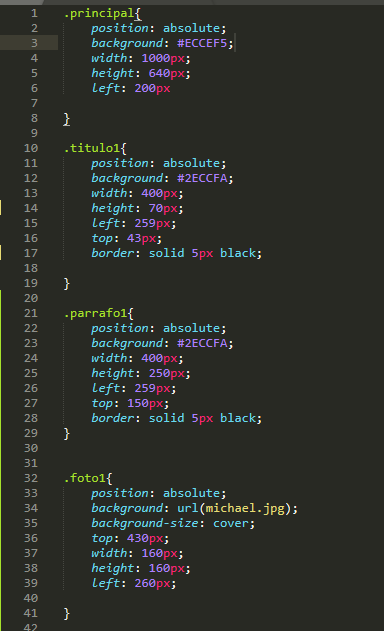 1 .principal{
2 position: absolute;
3 background: #ECCEF5;
4 width: 1000px;
5 height: 640px;
6 left: 200px
7
8 }
9
10 .titulo1{
11 position: absolute;
12 background: #2ECCFA;
13 width: 400px;
14 height: 70px;
15 left: 259px;
16 top: 43px;
17 border: solid 5px black;
18
19 }
20
21 .parrafo1{
22 position: absolute;
23 background: #2ECCFA;
24 width: 400px;
25 height: 250px;
26 left: 259px;
27 top: 150px;
28 border: solid 5px black;
29 }
30
31
32 .foto1{
33 position: absolute;
34 background: url(michael.jpg);
35 background-size: cover;
36 top: 430px;
37 width: 160px;
38 height: 160px;
39 left: 260px;
40
41 }
42